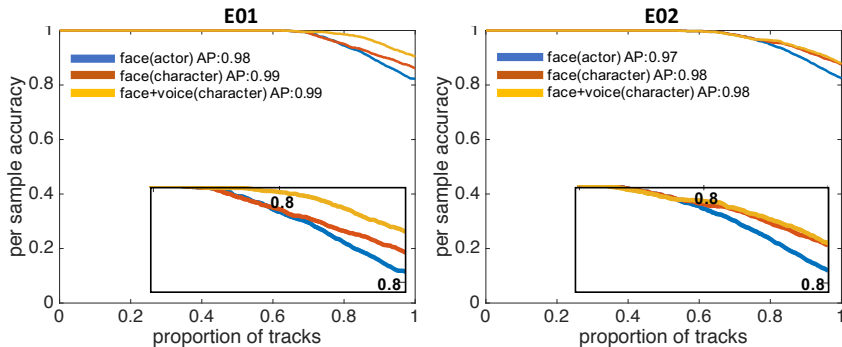 E01
1
0.8
0.6
0.4
0.2
0
per sample accuracy
face(actor) AP:0.98
face(character) AP:0.99
face+voice(character) AP:0.99
0.8
0.8
0
0.2
0.4
0.6
0.8
1
proportion of tracks
E02
1
0.8
0.6
0.4
0.2
0
per sample accuracy
face(actor) AP:0.97
face(character) AP:0.98
face+voice(character) AP:0.98
0.8
0.8
0
0.2
0.4
0.6
0.8
1
proportion of tracks